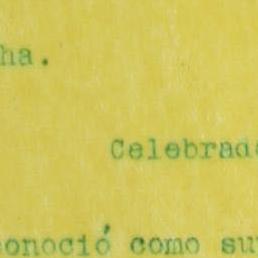 ha.
Celebrad
onoció como su